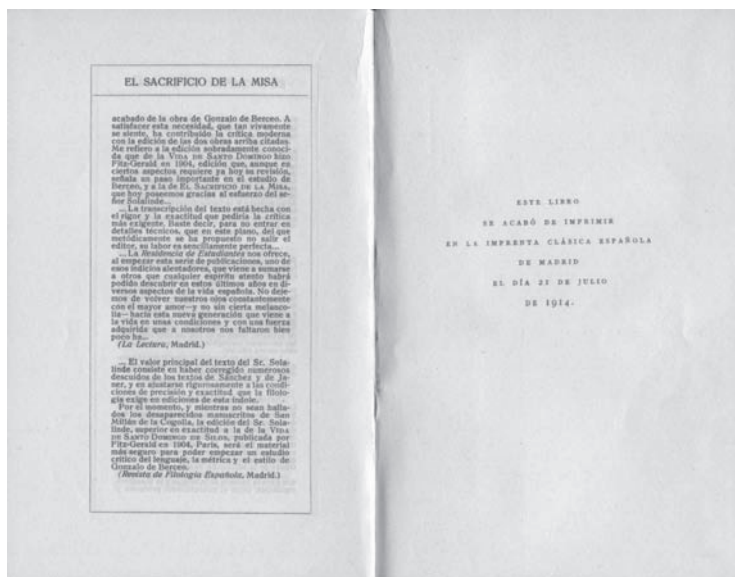 EL SACRIFICIO DE LA MISA
acabado de la obra de Gonzalo de Berceo. A
satisfacer esta necesidad, que tan vivamente
se siente, ha contribuído la crítica moderna
con la edición de las dos obras arriba citadas.
Me refiero a la edición sobradamente conoci-
da que de la VIDA DE SANTO DOMINGO hizo
Fitz-Gerald en 1904, edición que, aunque en
ciertos aspectos requiere ya hoy su revisión,
señala un paso importante en el estudio de
Berceo, y a la de EL SACRIFICIO DE LA MISA,
que hoy poseemos gracias al esfuerzo del se-
ñor Solalinde...
... La transcripción del texto está hecha con
el rigor y la exactitud que pediría la crítica
más exigente. Baste decir, para no entrar en
detalles técnicos, que en este plano, del que
metódicamente se ha propuesto no salir el
editor, su labor es sencillamente perfecta...
... La Residencia de Estudiantes nos ofrece,
al empezar esta serie de publicaciones, uno de
esos indicios alentadores, que viene a sumarse
a otros que cualquier espíritu atento habrá
podido descubrir en estos últimos años en di-
versos aspectos de la vida española. No deje-
mos de volver nuestros ojos constantemente
con el mayor amor—y no sin cierta melanco-
lía—hacia esta nueva generación que viene a
la vida en unas condiciones y con una fuerza
adquirida que a nosotros nos faltaron hien
poco ha...
(La Lectura, Madrid.)
... El valor principal del texto del Sr. Sola-
linde consiste en haber corregido numerosos
descuidos de los textos de Sánchez y de Ja-
ner, y en ajustarse rigurosamente a las condi-
ciones de precisión y exactitud que la filolo-
gía exige en ediciones de esta índole.
Por el momento, y mientras no sean halla-
dos los desaparecidos manuscritos de San
Millán de la Cogolla, la edición del Sr. Sola-
linde, superior en exactitud a la de la VIDA
DE SANTO DOMINGO DE SILOS, publicada por
Fitz-Gerald en 1904, París, será el material
más seguro para poder empezar un estudio
crítico del lenguaje, la métrica y el estilo de
Gonzalo de Berceo.
(Revista de Filología Española, Madrid.)
ESTE LIBRO
SE ACABÓ DE IMPRIMIR
EN LA IMPRENTA CLÁSICA ESPAÑOLA
DE MADRID
EL DÍA 21 DE JULIO
DE 1914.